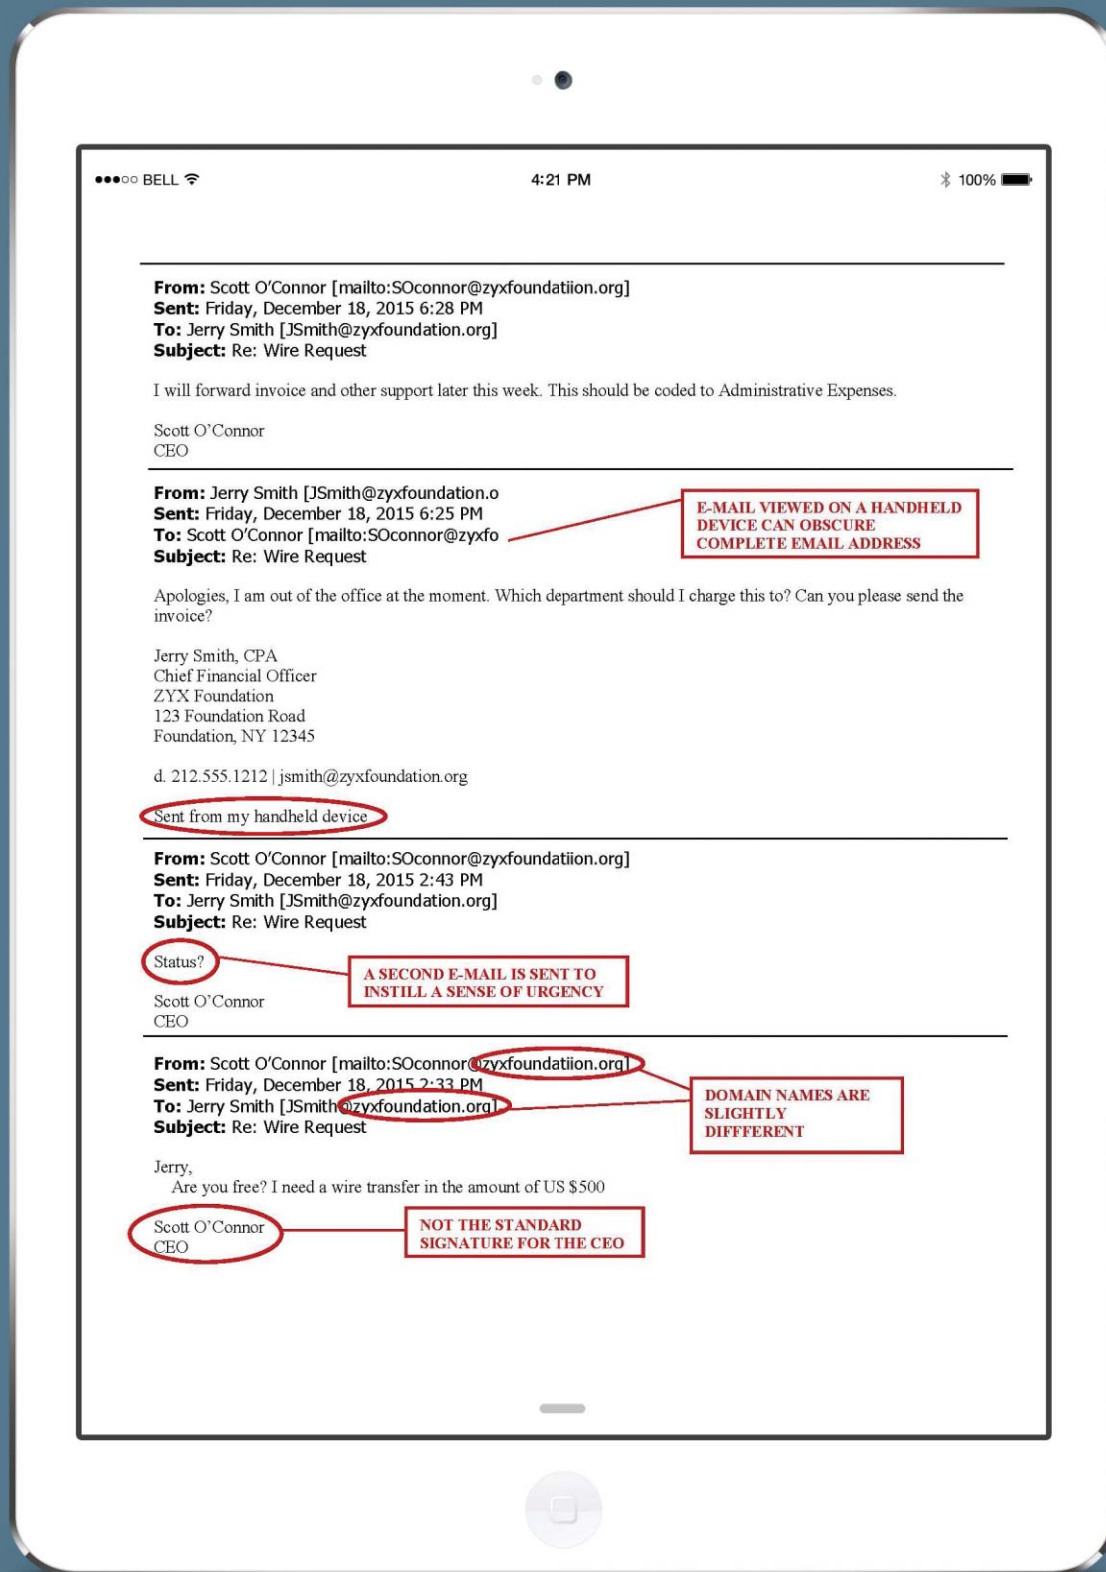 BELL
4:21 PM
100%
From: Scott O'Connor [mailto:SOconnor@zyxfoundatiion.org]
Sent: Friday, December 18, 2015 6:28 PM
To: Jerry Smith [JSmith@zyxfoundation.org]
Subject: Re: Wire Request
I will forward invoice and other support later this week. This should be coded to Administrative Expenses.
Scott O'Connor
CEO
From: Jerry Smith [JSmith@zyxfoundation.o
Sent: Friday, December 18, 2015 6:25 PM
To: Scott O'Connor [mailto:SOconnor@zyxfo
Subject: Re: Wire Request
E-MAIL VIEWED ON A HANDHELD
DEVICE CAN OBSCURE
COMPLETE EMAIL ADDRESS
Apologies, I am out of the office at the moment. Which department should I charge this to? Can you please send the
invoice?
Jerry Smith, CPA
Chief Financial Officer
ZYX Foundation
123 Foundation Road
Foundation, NY 12345
d. 212.555.1212 | jsmith@zyxfoundation.org
Sent from my handheld device
From: Scott O'Connor [mailto:SOconnor@zyxfoundatiion.org]
Sent: Friday, December 18, 2015 2:43 PM
To: Jerry Smith [JSmith@zyxfoundation.org]
Subject: Re: Wire Request
Status?
A SECOND E-MAIL IS SENT TO
INSTILL A SENSE OF URGENCY
Scott O'Connor
CEO
From: Scott O'Connor [mailto:SOconnor@zyxfoundatiion.org]
Sent: Friday, December 18, 2015 2:33 PM
To: Jerry Smith [JSmith@zyxfoundation.org]
Subject: Re: Wire Request
DOMAIN NAMES ARE
SLIGHTLY
DIFFFERENT
Jerry,
Are you free? I need a wire transfer in the amount of US $500
Scott O'Connor
CEO
NOT THE STANDARD
SIGNATURE FOR THE CEO